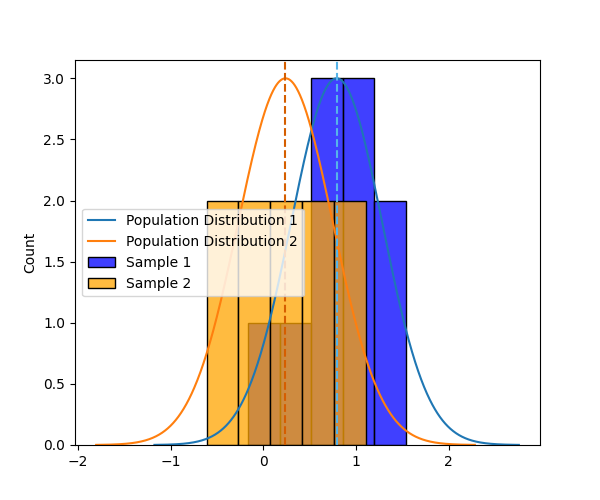 3.0
2.5
2.0
1.5
1.0
0.5
0.0
Count
Population Distribution 1
Population Distribution 2
Sample 1
Sample 2
−2
−1
0
1
2